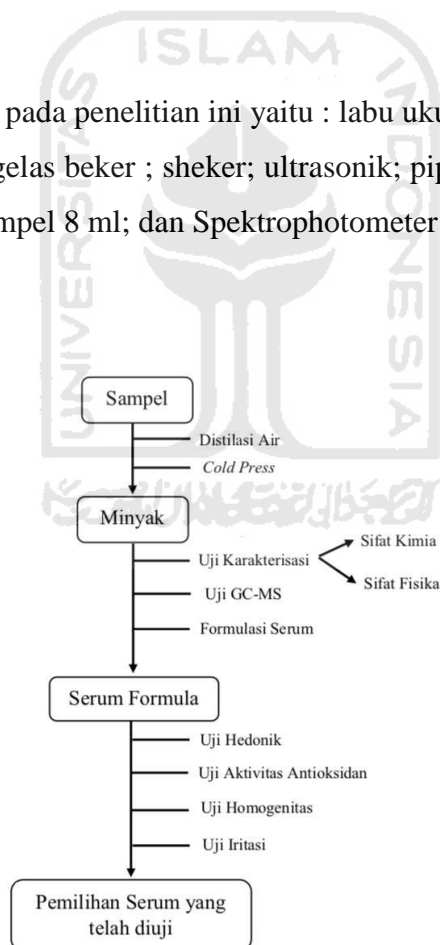 ISLAM
UNIVERSITAS
INDONESIA
pada penelitian ini yaitu : labu uku
gelas beker ; sheker; ultrasonik; pip
mpel 8 ml; dan Spektrophotometer
Sampel
Distilasi Air
Cold Press
Minyak
Uji Karakterisasi
Sifat Kimia
Sifat Fisika
Uji GC-MS
Formulasi Serum
Serum Formula
Uji Hedonik
Uji Aktivitas Antioksidan
Uji Homogenitas
Uji Iritasi
Pemilihan Serum yang
telah diuji